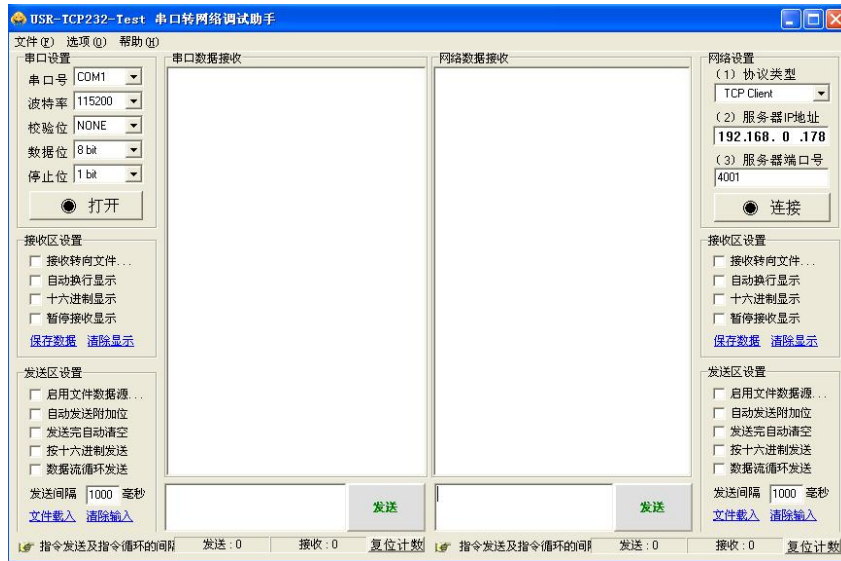 USR-TCP232-Test 串口转网络调试助手
文件(F) 选项(O) 帮助(H)
串口设置
串口号 COM1
波特率 115200
校验位 NONE
数据位 8 bit
停止位 1 bit
打开
接收区设置
接收转向文件...
自动换行显示
十六进制显示
暂停接收显示
保存数据 清除显示
发送区设置
启用文件数据源...
自动发送附加位
发送完自动清空
按十六进制发送
数据流循环发送
发送间隔 1000 毫秒
文件载入 清除输入
串口数据接收
发送
网络数据接收
发送
网络设置
(1) 协议类型
TCP Client
(2) 服务器IP地址
192.168. 0 .178
(3) 服务器端口号
4001
连接
接收区设置
接收转向文件...
自动换行显示
十六进制显示
暂停接收显示
保存数据 清除显示
发送区设置
启用文件数据源...
自动发送附加位
发送完自动清空
按十六进制发送
数据流循环发送
发送间隔 1000 毫秒
文件载入 清除输入
指令发送及指令循环的间 发送:0 接收:0 复位计数 指令发送及指令循环的间 发送:0 接收:0 复位计数